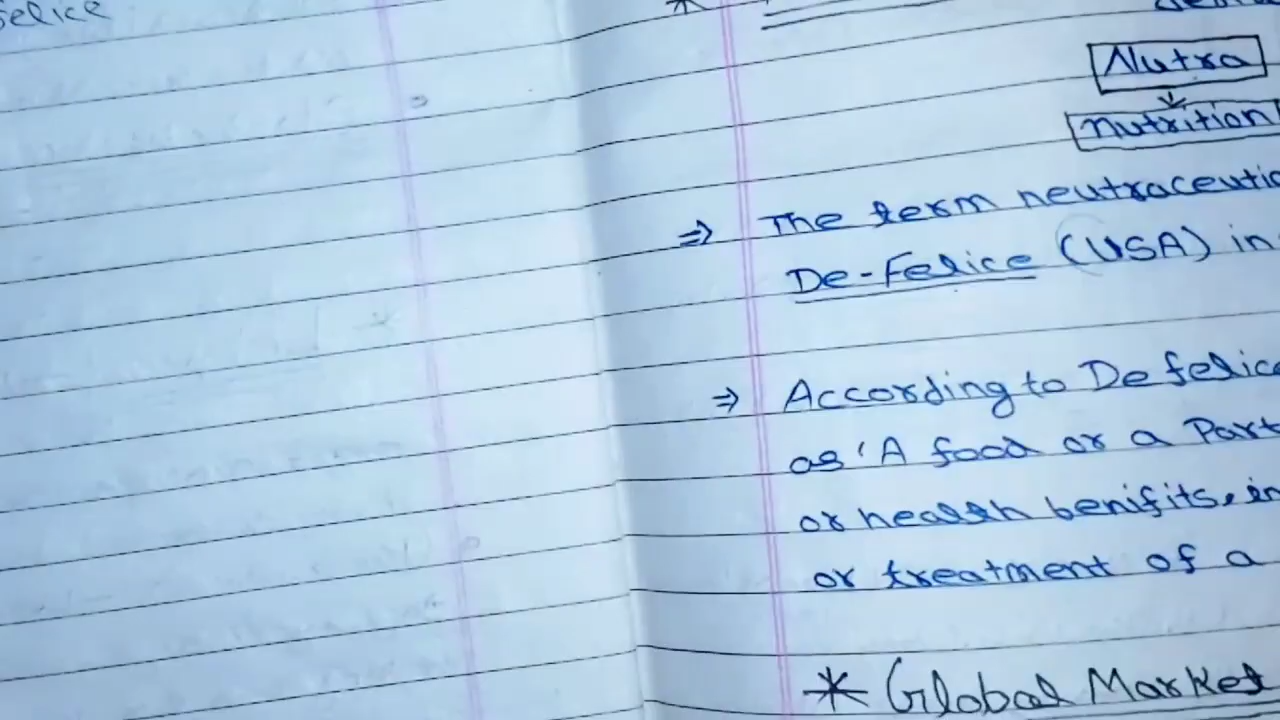 felice
Nutra
nutrition
⇒ The term neutraceutic
De-Felice (USA) in
⇒ According to De felice
as 'A food or a Part
or health benifits, in
or treatment of a
* Global Market